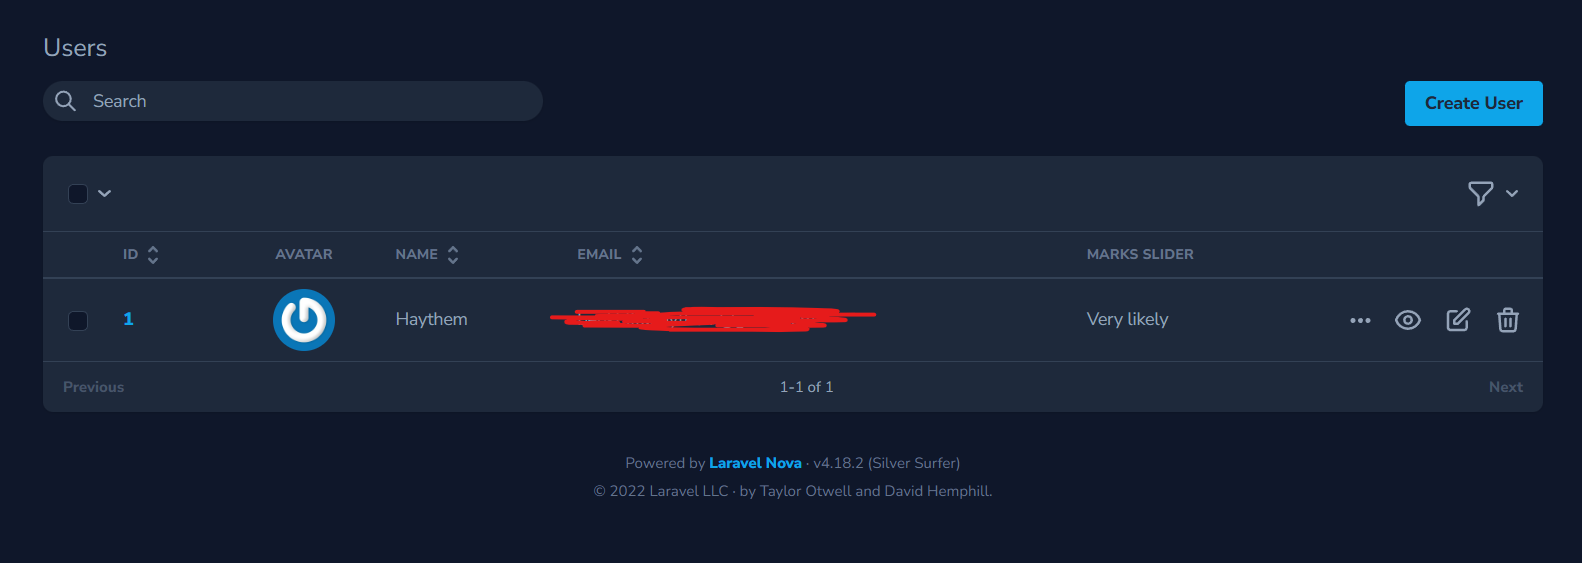 Users
Search
Create User
ID AVATAR NAME EMAIL MARKS SLIDER
1 Haythem Very likely
Previous 1-1 of 1 Next
Powered by Laravel Nova · v4.18.2 (Silver Surfer)
© 2022 Laravel LLC · by Taylor Otwell and David Hemphill.